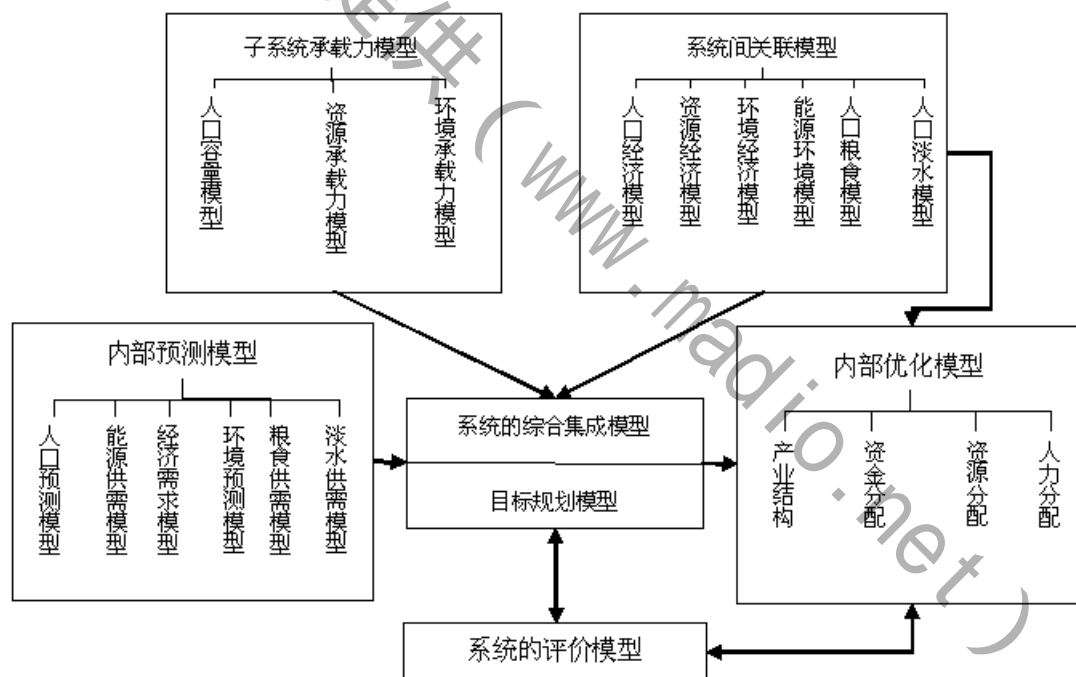 子系统承载力模型
人口容量模型
资源承载力模型
环境承载力模型
系统间关联模型
人口经济模型
资源经济模型
环境经济模型
能源环境模型
人口粮食模型
人口淡水模型
内部预测模型
人口预测模型
能源供需模型
经济需求模型
环境预测模型
粮食供需模型
淡水供需模型
系统的综合集成模型
目标规划模型
内部优化模型
产业结构
资金分配
资源分配
人力分配
系统的评价模型
提供(www.madio.net)